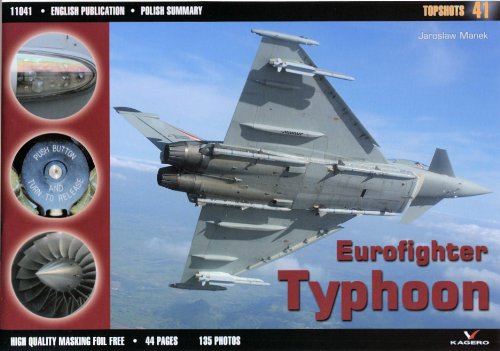 11041 • ENGLISH PUBLICATION • POLISH SUMMARY
TOPSHOTS 41
Jaroslaw Manek
PUSH BUTTON
AND
TURN TO RELEASE
Eurofighter
Typhoon
HIGH QUALITY MASKING FOIL FREE • 44 PAGES 135 PHOTOS
KAGERO